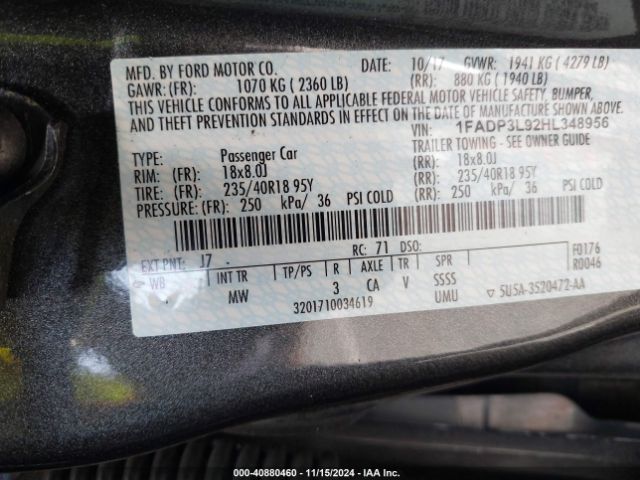 MFD. BY FORD MOTOR CO.
DATE: 10/17 GVWR: 1941 KG ( 4279 LB)
GAWR: (FR): 1070 KG ( 2360 LB) (RR): 880 KG ( 1940 LB)
THIS VEHICLE CONFORMS TO ALL APPLICABLE FEDERAL MOTOR VEHICLE SAFETY, BUMPER,
AND THEFT PREVENTION STANDARDS IN EFFECT ON THE DATE OF MANUFACTURE SHOWN ABOVE.
VIN: 1FADP3L92HL348956
TYPE: Passenger Car TRAILER TOWING - SEE OWNER GUIDE
RIM: (FR): 18x8.0J (RR): 18x8.0J
TIRE: (FR): 235/40R18 95Y (RR): 235/40R18 95Y
PRESSURE: (FR): 250 kPa/ 36 PSI COLD (RR): 250 kPa/ 36 PSI COLD
EXT PNT: J7 RC: 71 DSO: F0176
WB INT TR TP/PS R AXLE TR SPR R0046
MW 3 CA V SSSS
3201710034619 UMU ▽ 5U5A-3520472-AA
000-40880460 - 11/15/2024 - IAA Inc.